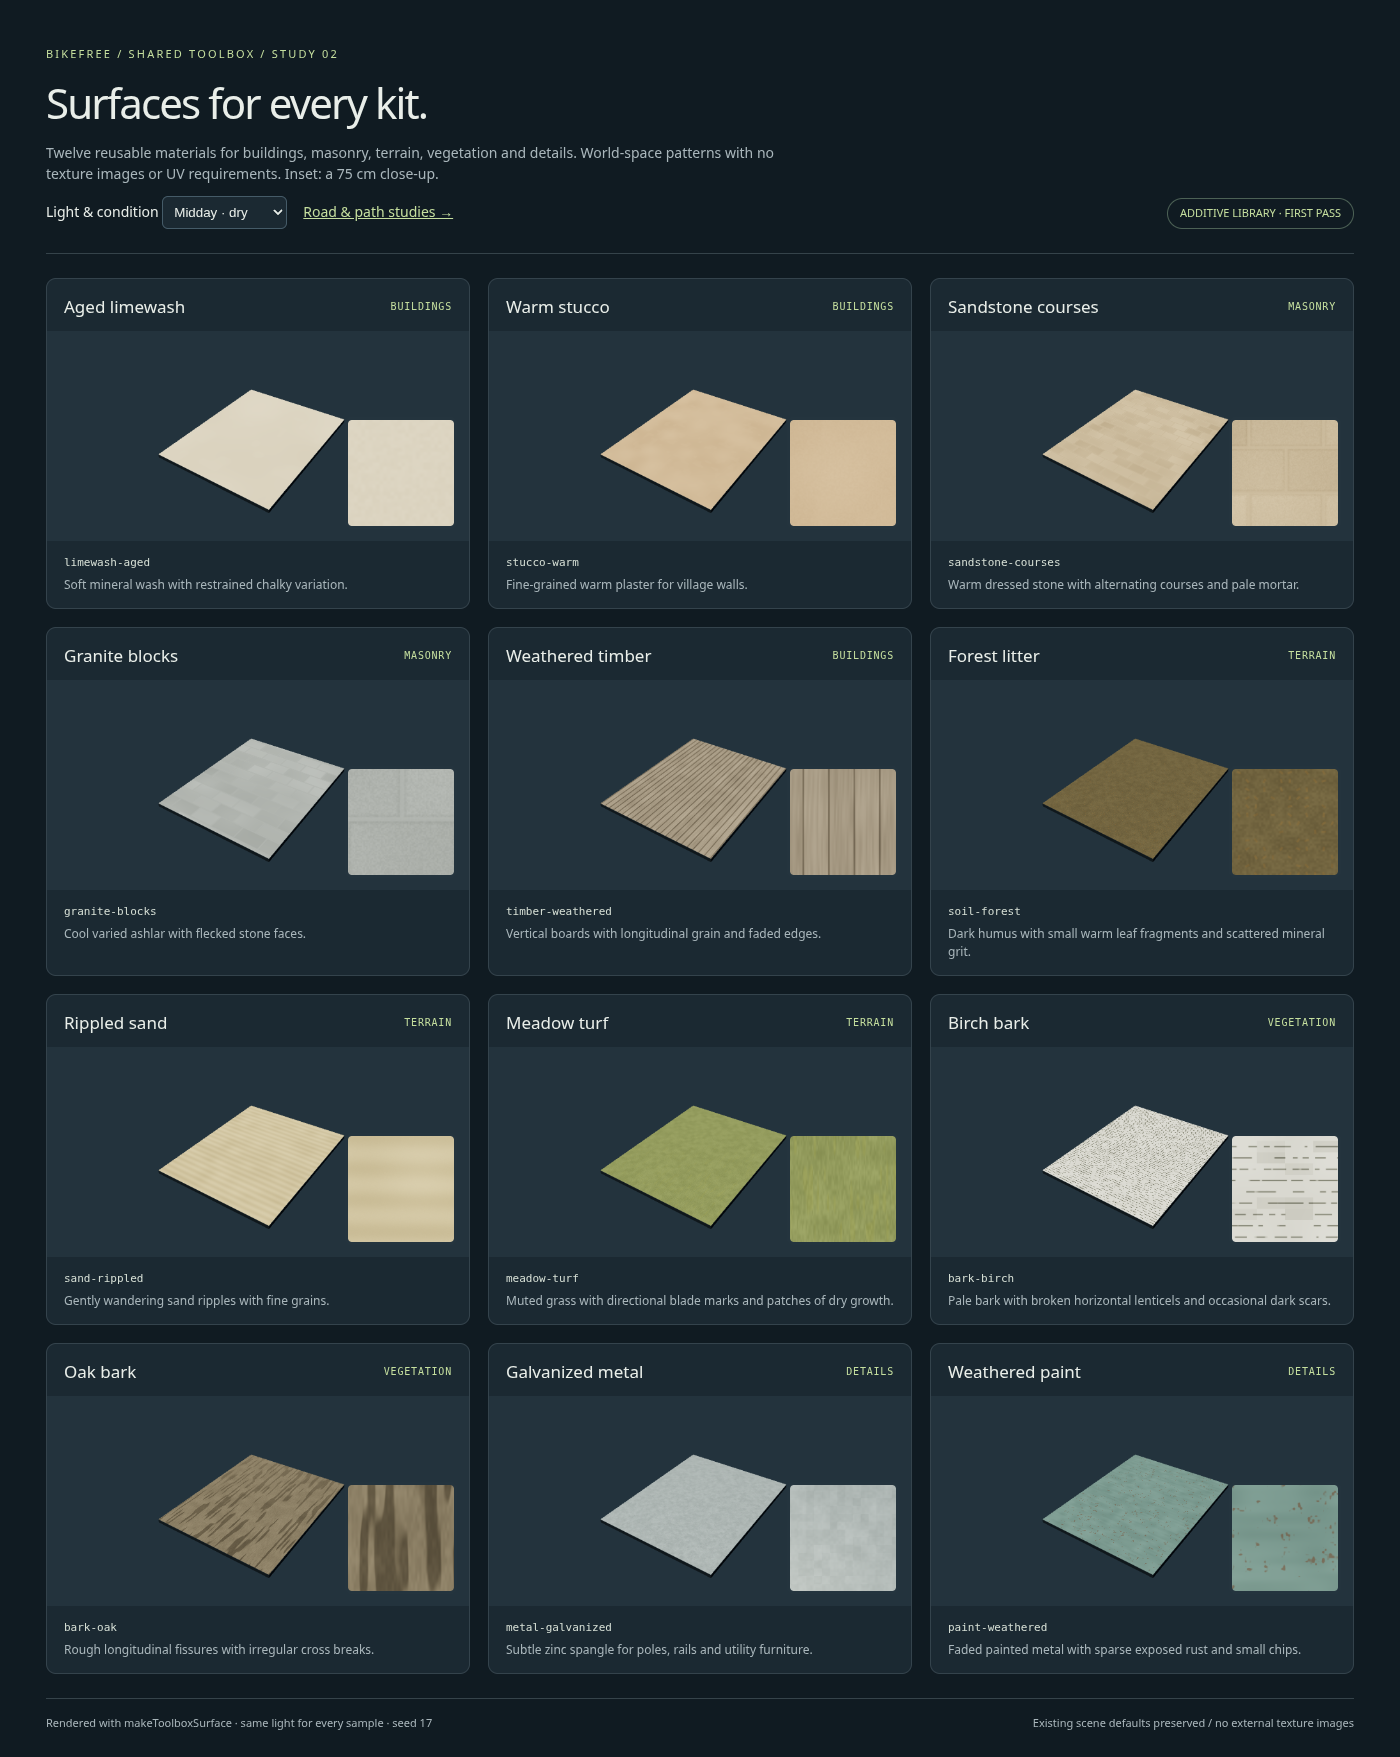 BIKEFREE / SHARED TOOLBOX / STUDY 02
Surfaces for every kit.
Twelve reusable materials for buildings, masonry, terrain, vegetation and details. World-space patterns with no
texture images or UV requirements. Inset: a 75 cm close-up.
Light & condition Midday · dry Road & path studies →
ADDITIVE LIBRARY · FIRST PASS
Aged limewash BUILDINGS
limewash-aged
Soft mineral wash with restrained chalky variation.
Warm stucco BUILDINGS
stucco-warm
Fine-grained warm plaster for village walls.
Sandstone courses MASONRY
sandstone-courses
Warm dressed stone with alternating courses and pale mortar.
Granite blocks MASONRY
granite-blocks
Cool varied ashlar with flecked stone faces.
Weathered timber BUILDINGS
timber-weathered
Vertical boards with longitudinal grain and faded edges.
Forest litter TERRAIN
soil-forest
Dark humus with small warm leaf fragments and scattered mineral
grit.
Rippled sand TERRAIN
sand-rippled
Gently wandering sand ripples with fine grains.
Meadow turf TERRAIN
meadow-turf
Muted grass with directional blade marks and patches of dry growth.
Birch bark VEGETATION
bark-birch
Pale bark with broken horizontal lenticels and occasional dark scars.
Oak bark VEGETATION
bark-oak
Rough longitudinal fissures with irregular cross breaks.
Galvanized metal DETAILS
metal-galvanized
Subtle zinc spangle for poles, rails and utility furniture.
Weathered paint DETAILS
paint-weathered
Faded painted metal with sparse exposed rust and small chips.
Rendered with makeToolboxSurface · same light for every sample · seed 17
Existing scene defaults preserved / no external texture images